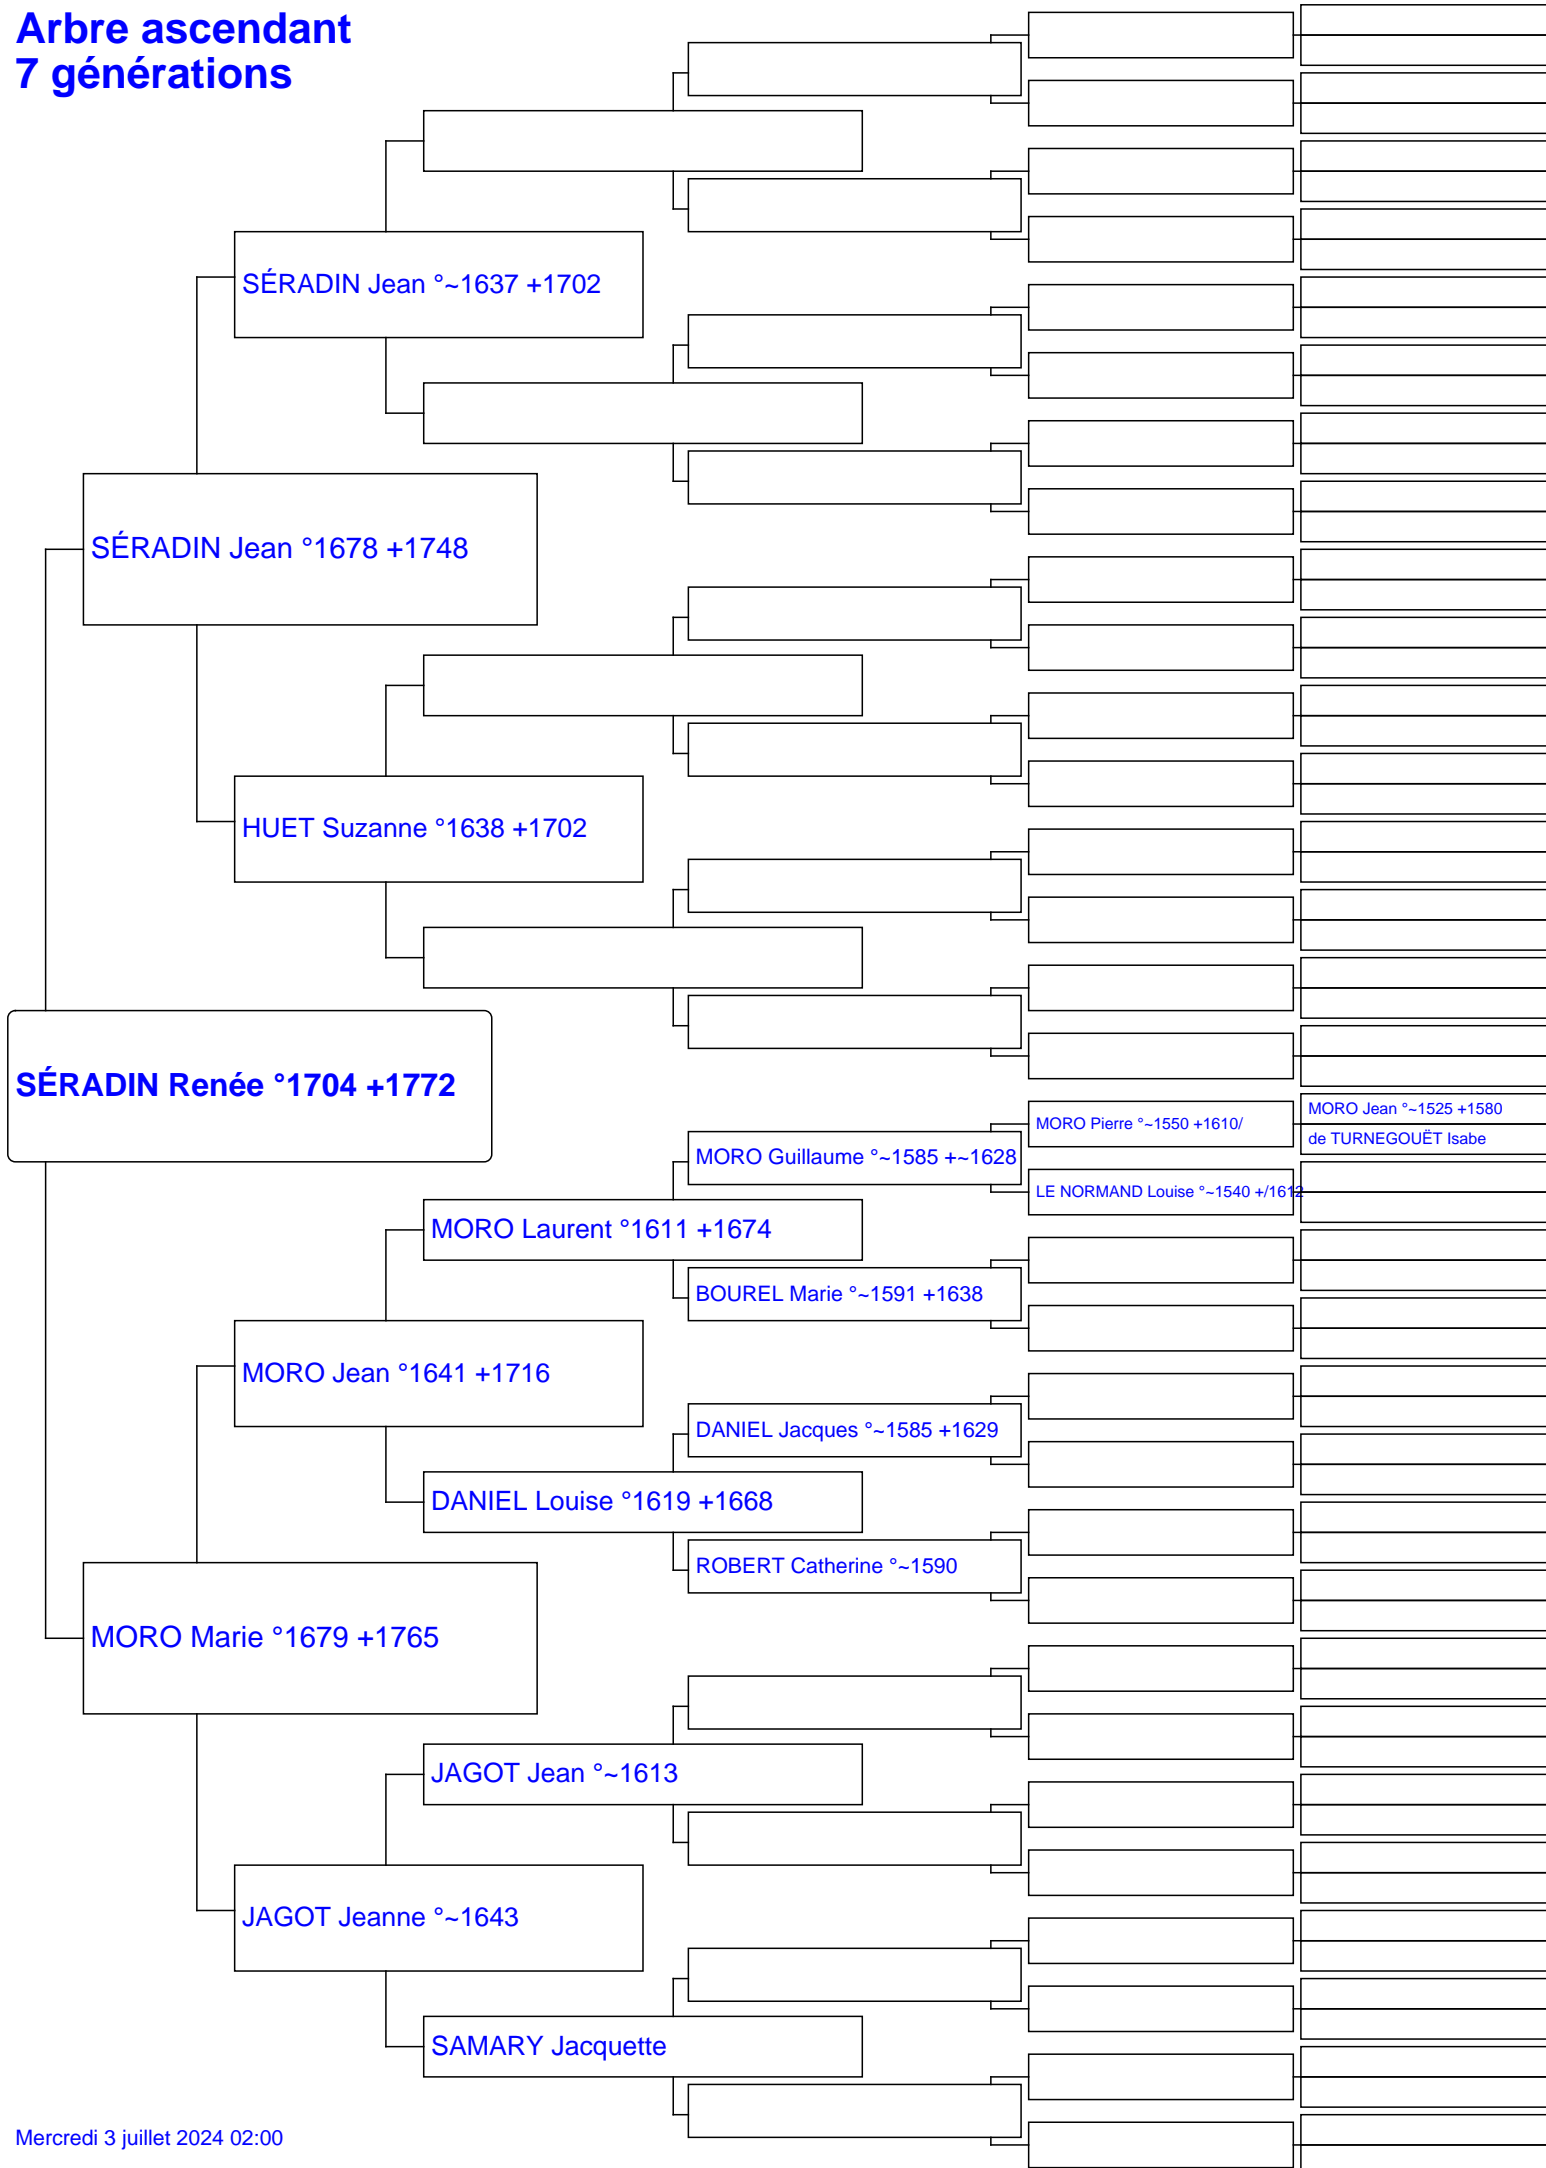 Arbre ascendant
7 générations
SÉRADIN Jean °~1637 +1702
SÉRADIN Jean °1678 +1748
HUET Suzanne °1638 +1702
SÉRADIN Renée °1704 +1772
MORO Jean °~1525 +1580
MORO Pierre °~1550 +1610/
de TURNEGOUËT Isabe
MORO Guillaume °~1585 +~1628
LE NORMAND Louise °~1540 +/1612
MORO Laurent °1611 +1674
BOUREL Marie °~1591 +1638
MORO Jean °1641 +1716
DANIEL Jacques °~1585 +1629
DANIEL Louise °1619 +1668
ROBERT Catherine °~1590
MORO Marie °1679 +1765
JAGOT Jean °~1613
JAGOT Jeanne °~1643
SAMARY Jacquette
Mercredi 3 juillet 2024 02:00